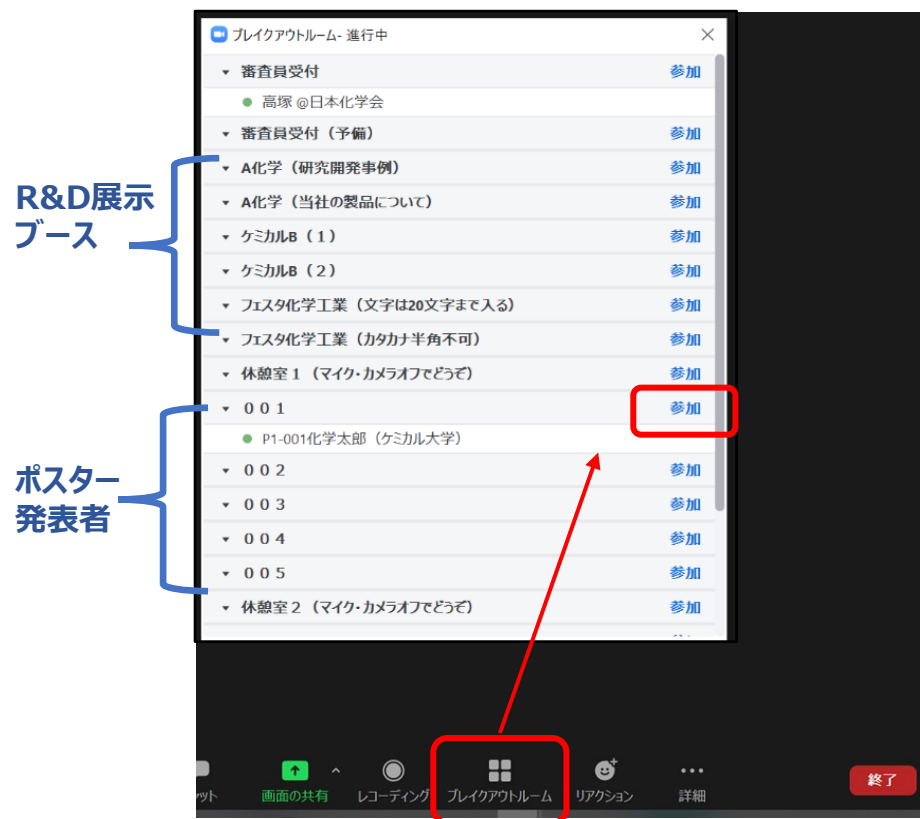 ブレイクアウトルーム- 進行中
審査員受付 参加
高塚 @日本化学会
審査員受付（予備） 参加
A化学（研究開発事例） 参加
A化学（当社の製品について） 参加
R&D展示
ブース
ケミカルB（１） 参加
ケミカルB（２） 参加
フェスタ化学工業（文字は20文字まで入る） 参加
フェスタ化学工業（カタカナ半角不可） 参加
休憩室１（マイク･カメラオフでどうぞ） 参加
００１ 参加
P1-001化学太郎（ケミカル大学）
ポスター
発表者
００２ 参加
００３ 参加
００４ 参加
００５ 参加
休憩室２（マイク･カメラオフでどうぞ） 参加
画面の共有 レコーディング ブレイクアウトルーム リアクション 詳細 終了